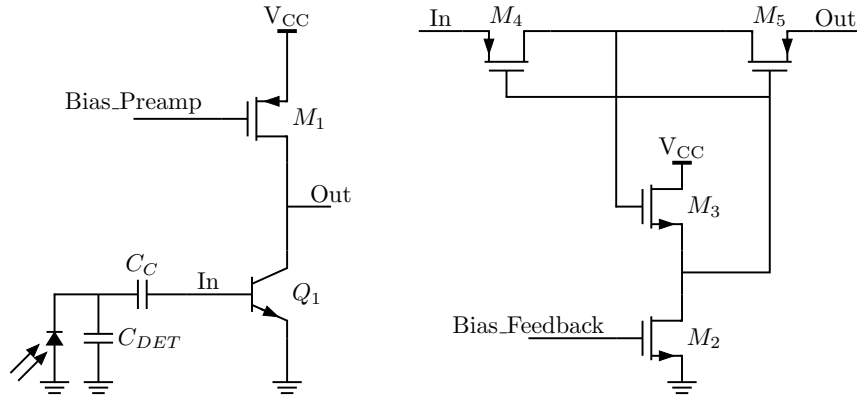 V_CC
Bias_Preamp
M_1
Out
C_C
In
Q_1
C_DET
In
M_4
M_5
Out
V_CC
M_3
Bias_Feedback
M_2